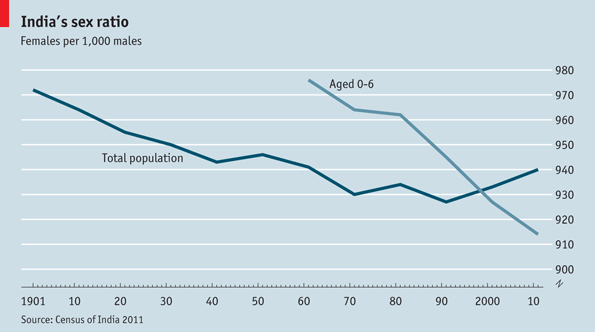 India's sex ratio
Females per 1,000 males
980
Aged 0-6
970
960
950
Total population
940
930
920
910
900
1901 10 20 30 40 50 60 70 80 90 2000 10
Source: Census of India 2011